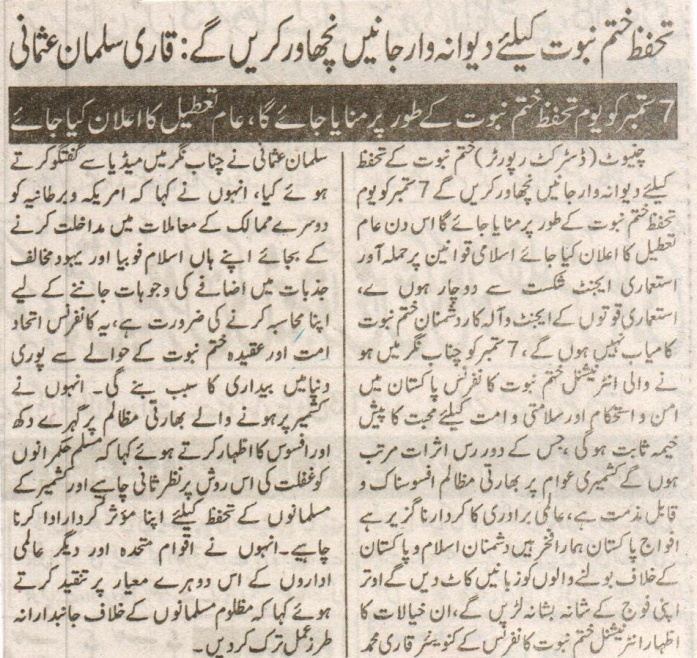 تحفظ ختم نبوت کیلئے دیوانہ وار جانیں نچھاور کریں گے: قاری سلمان عثمانی
7 ستمبر کو یوم تحفظ ختم نبوت کے طور پر منایا جائے گا، عام تعطیل کا اعلان کیا جائے
چنیوٹ (ڈسٹرکٹ رپورٹر) ختم نبوت کے تحفظ
کیلئے دیوانہ وار جانیں نچھاور کریں گے 7 ستمبر کو یوم
تحفظ ختم نبوت کے طور پر منایا جائے گا اس دن عام
تعطیل کا اعلان کیا جائے اسلامی قوانین پر حملہ آور
استعماری ایجنٹ شکست سے دوچار ہوں ے،
استعماری قوتوں کے ایجنٹ و آلہ کار دشمنان ختم نبوت
کامیاب نہیں ہوں گے، 7 ستمبر کو چناب نگر میں ہو
نے والی انٹرنیشنل ختم نبوت کانفرنس پاکستان میں
امن و استحکام اور سلامتی و امت کیلئے محبت کا پیش
خیمہ ثابت ہوگی، جس کے دور رس اثرات مرتب
ہوں گے کشمیری عوام پر بھارتی مظالم افسوسناک و
قابل مذمت ہے، عالمی برادری کا کردار ناگزیر ہے
افواج پاکستان ہمارا فخر ہیں دشمنان اسلام و پاکستان
کے خلاف بولنے والوں کو زبانیں کاٹ دیں گے اوتر
اپنی فوج کے شانہ بشانہ لڑیں گے، ان خیالات کا
اظہار انٹرنیشنل ختم نبوت کانفرنس کے کنوینئر قاری محمد
سلمان عثمانی نے چناب نگر میں میڈیا سے گفتگو کرتے
ہوئے کیا، انہوں نے کہا کہ امریکہ و برطانیہ کو
دوسرے ممالک کے معاملات میں مداخلت کرنے
کے بجائے اپنے ہاں اسلام فوبیا اور یہود مخالف
جذبات میں اضافے کی وجوہات جاننے کے لیے
اپنا محاسبہ کرنے کی ضرورت ہے، یہ کانفرنس اتحاد
امت اور عقیدہ ختم نبوت کے حوالے سے پوری
دنیا میں بیداری کا سبب بنے گی۔ انہوں نے
کشمیر پر ہونے والے بھارتی مظالم پر گہرے دکھ
اور افسوس کا اظہار کرتے ہوئے کہا کہ مسلم حکمرانوں
کو غفلت کی اس روش پر نظر ثانی چاہیے اور کشمیر کے
مسلمانوں کے تحفظ کیلئے اپنا مؤثر کردار ادا کرنا
چاہیے۔ انہوں نے اقوام متحدہ اور دیگر عالمی
اداروں کے اس دوہرے معیار پر تنقید کرتے
ہوئے کہا کہ مظلوم مسلمانوں کے خلاف جانبدارانہ
طرز عمل ترک کردیں۔